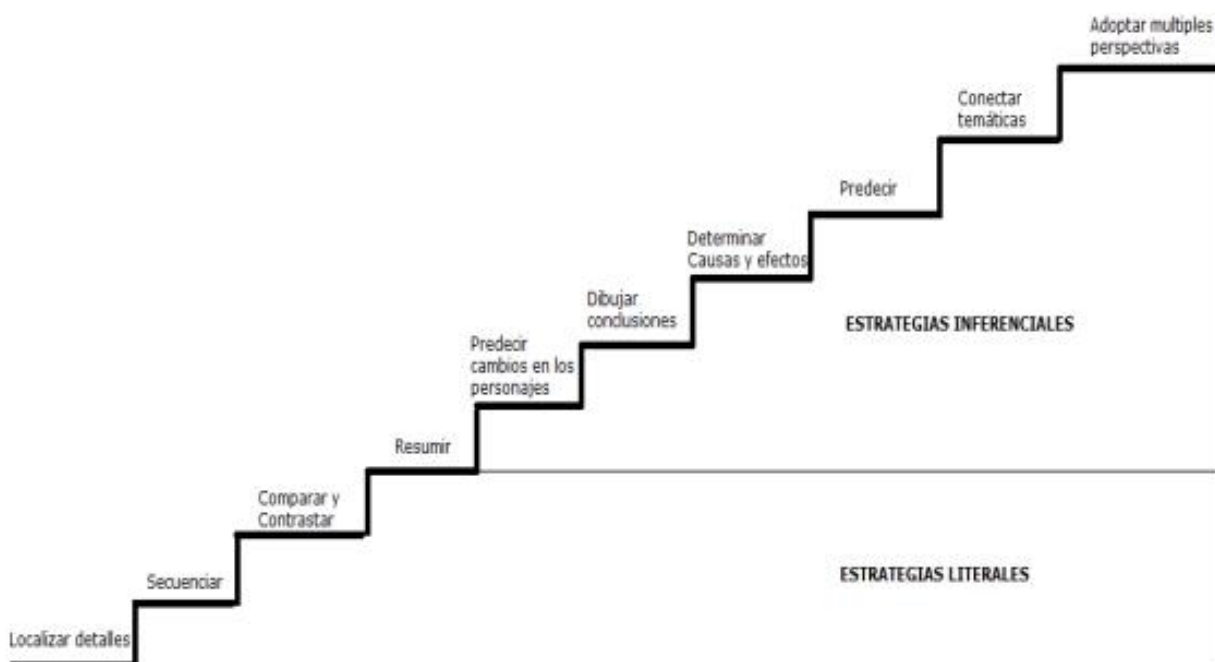 Adoptar multiples
perspectivas
Conectar
temáticas
Predecir
Determinar
Causas y efectos
Dibujar
conclusiones
ESTRATEGIAS INFERENCIALES
Predecir
cambios en los
personajes
Resumir
Comparar y
Contrastar
Secuenciar
ESTRATEGIAS LITERALES
Localizar detalles